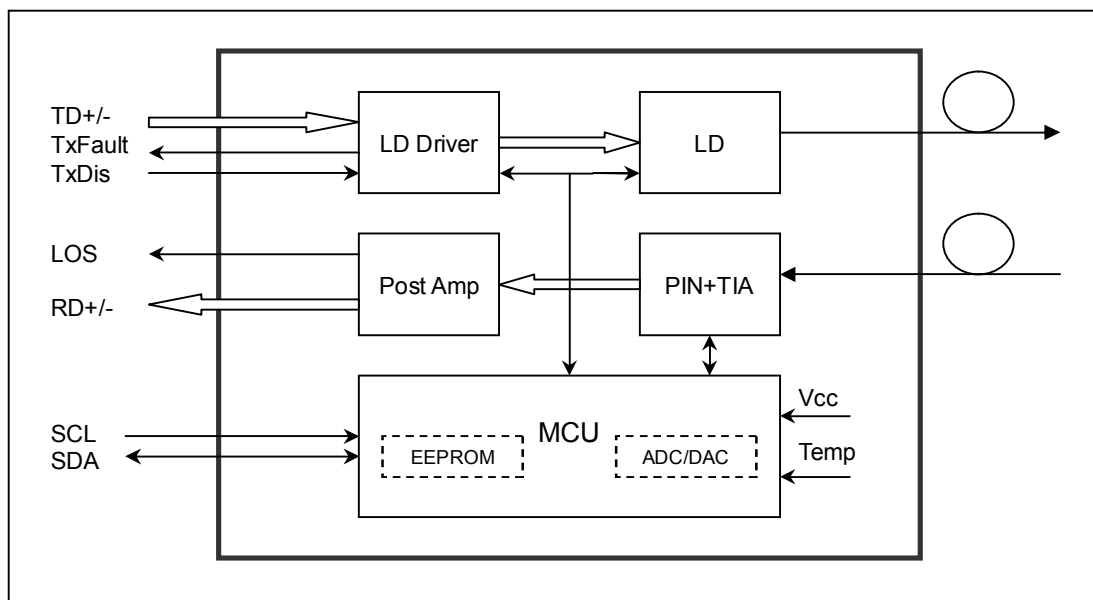 TD+/-
TxFault
TxDis
LD Driver
LD
LOS
RD+/-
Post Amp
PIN+TIA
SCL
SDA
MCU
EEPROM
ADC/DAC
Vcc
Temp